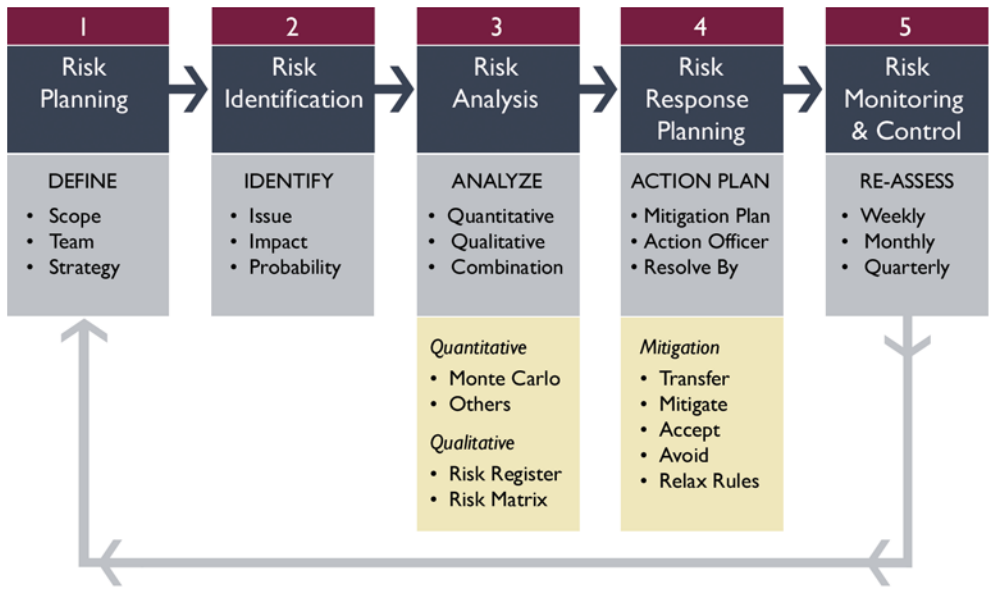 1
Risk
Planning
DEFINE
• Scope
• Team
• Strategy
2
Risk
Identification
IDENTIFY
• Issue
• Impact
• Probability
3
Risk
Analysis
ANALYZE
• Quantitative
• Qualitative
• Combination
Quantitative
• Monte Carlo
• Others
Qualitative
• Risk Register
• Risk Matrix
4
Risk
Response
Planning
ACTION PLAN
• Mitigation Plan
• Action Officer
• Resolve By
Mitigation
• Transfer
• Mitigate
• Accept
• Avoid
• Relax Rules
5
Risk
Monitoring
& Control
RE-ASSESS
• Weekly
• Monthly
• Quarterly